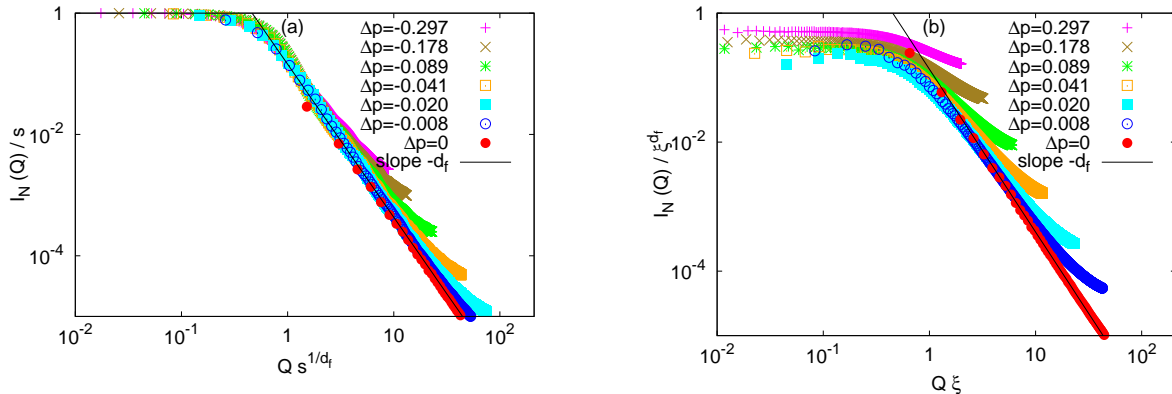 (a)
Δp=-0.297
Δp=-0.178
Δp=-0.089
Δp=-0.041
Δp=-0.020
Δp=-0.008
Δp=0
slope -d_f
I_N (Q) / s
10^-2
10^-4
10^-2
10^-1
1
10
10^2
Q s^{1/d_f}
(b)
Δp=0.297
Δp=0.178
Δp=0.089
Δp=0.041
Δp=0.020
Δp=0.008
Δp=0
slope -d_f
I_N (Q) / ξ^{d_f}
1
10^-2
10^-4
10^-2
10^-1
1
10
10^2
Q ξ